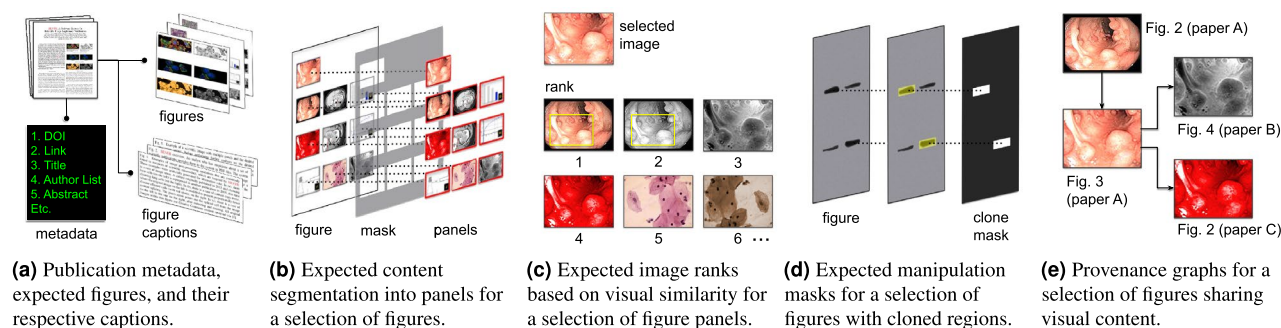 1. DOI
2. Link
3. Title
4. Author List
5. Abstract
Etc.
metadata
figures
figure
captions
(a) Publication metadata,
expected figures, and their
respective captions.
figure
mask
panels
(b) Expected content
segmentation into panels for
a selection of figures.
selected
image
rank
1
2
3
4
5
6
...
(c) Expected image ranks
based on visual similarity for
a selection of figure panels.
figure
clone
mask
(d) Expected manipulation
masks for a selection of
figures with cloned regions.
Fig. 2 (paper A)
Fig. 4 (paper B)
Fig. 3
(paper A)
Fig. 2 (paper C)
(e) Provenance graphs for a
selection of figures sharing
visual content.